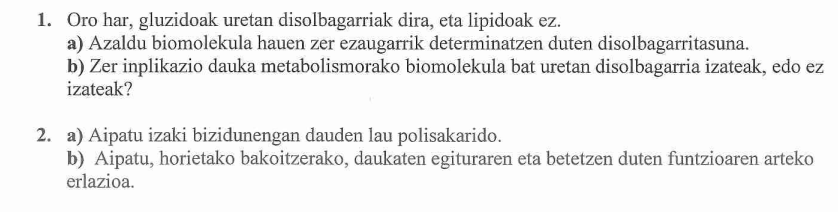 1. Oro har, gluzidoak uretan disolbagarriak dira, eta lipidoak ez.
a) Azaldu biomolekula hauen zer ezaugarrik determinatzen duten disolbagarritasuna.
b) Zer inplikazio dauka metabolismorako biomolekula bat uretan disolbagarria izateak, edo ez
izateak?
2. a) Aipatu izaki bizidunengan dauden lau polisakarido.
b) Aipatu, horietako bakoitzerako, daukaten egituraren eta betetzen duten funtzioaren arteko
erlazioa.